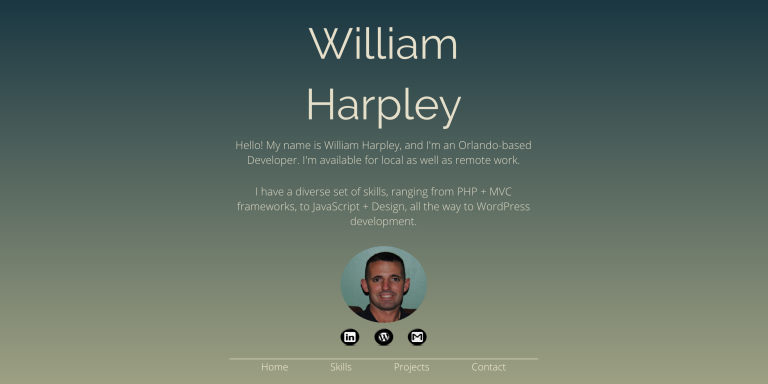 William
Harpley
Hello! My name is William Harpley, and I'm an Orlando-based
Developer. I'm available for local as well as remote work.
I have a diverse set of skills, ranging from PHP + MVC
frameworks, to JavaScript + Design, all the way to WordPress
development.
in W M
Home Skills Projects Contact